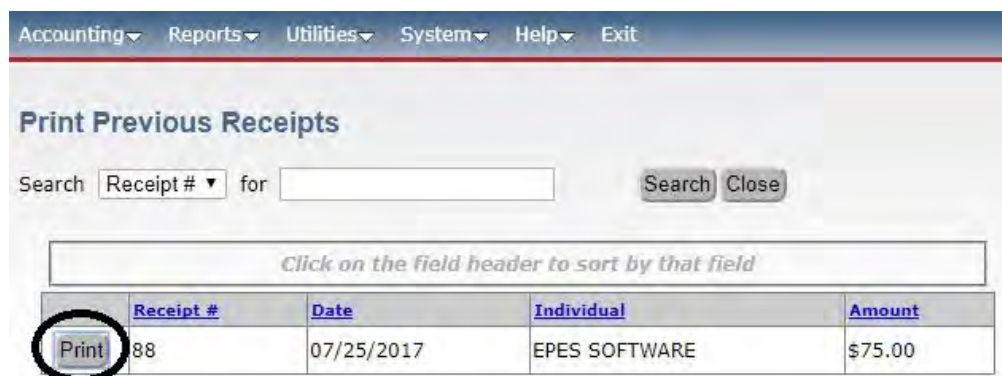 Accounting Reports Utilities System Help Exit
Print Previous Receipts
Search Receipt # for Search Close
Click on the field header to sort by that field
Receipt # Date Individual Amount
Print 88 07/25/2017 EPES SOFTWARE $75.00